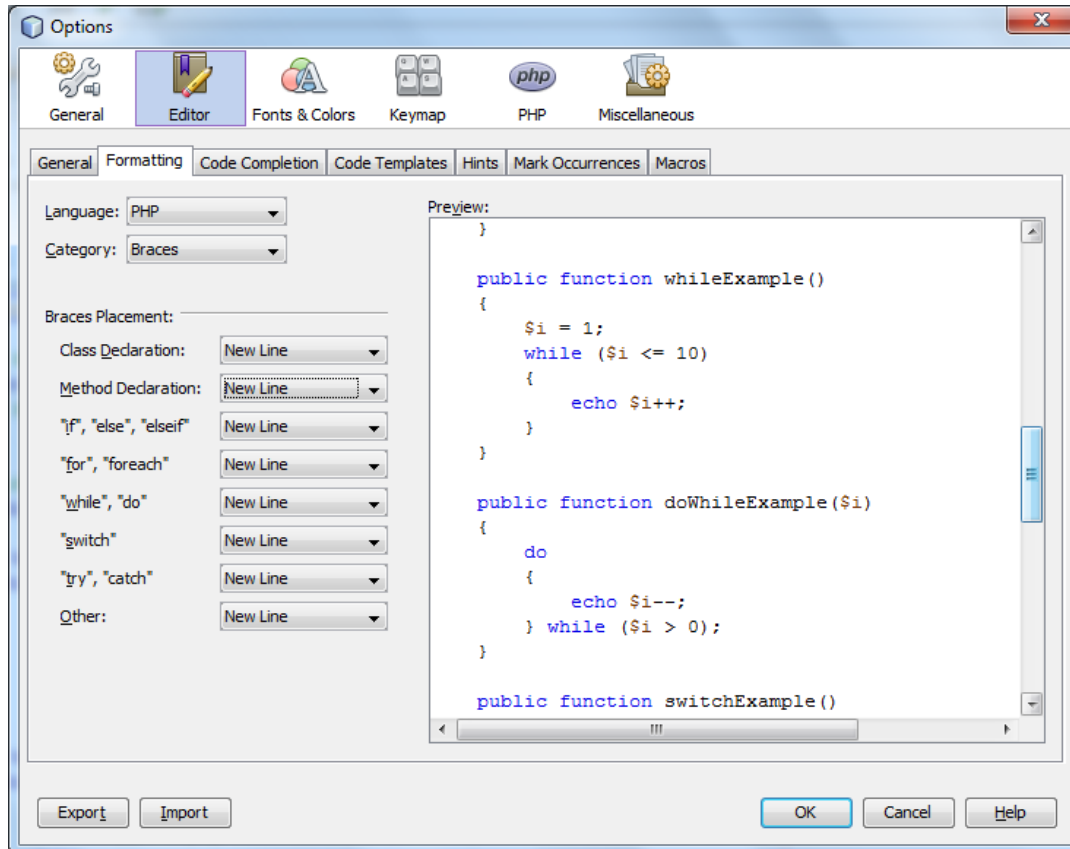 Options
x
General Editor Fonts & Colors Keymap php PHP Miscellaneous
General Formatting Code Completion Code Templates Hints Mark Occurrences Macros
Language: PHP
Category: Braces
Braces Placement:
Class Declaration: New Line
Method Declaration: New Line
"if", "else", "elseif" New Line
"for", "foreach" New Line
"while", "do" New Line
"switch" New Line
"try", "catch" New Line
Other: New Line
Preview:
}
public function whileExample()
{
$i = 1;
while ($i <= 10)
{
echo $i++;
}
}
public function doWhileExample($i)
{
do
{
echo $i--;
} while ($i > 0);
}
public function switchExample()
Export Import OK Cancel Help